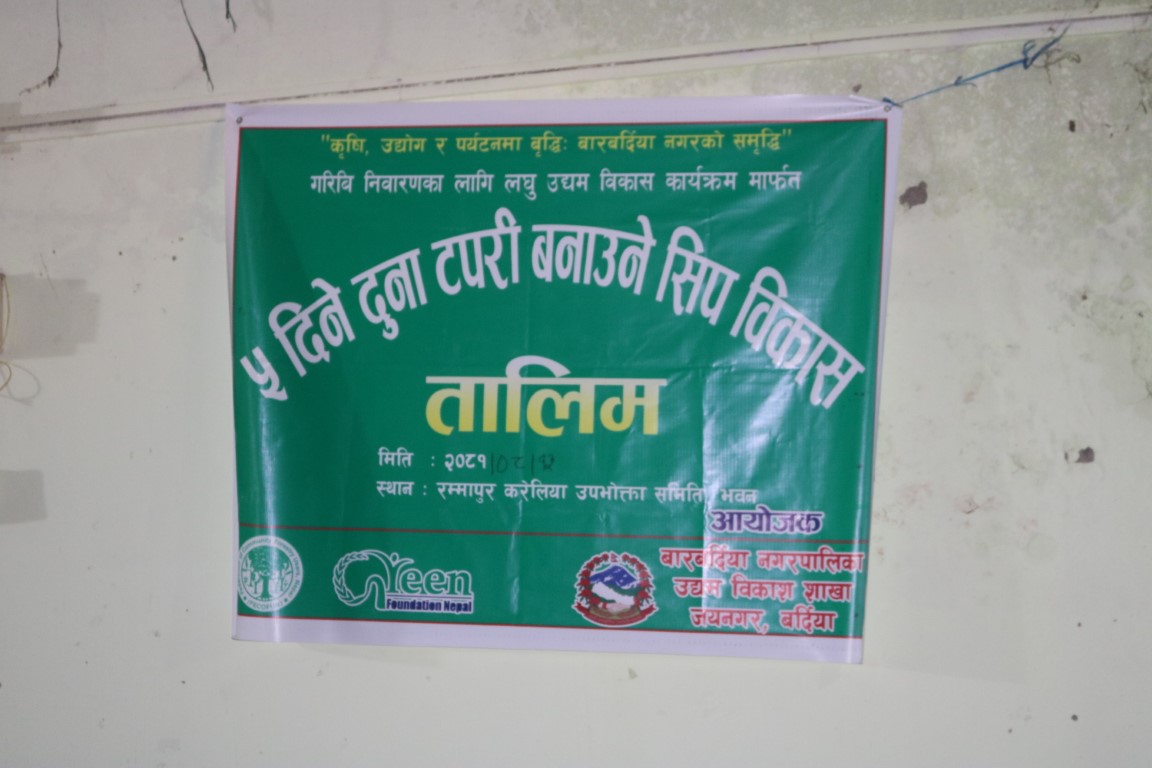 "कृषि, उद्योग र पर्यटनमा बृद्धिः बारबर्दिया नगरको समृद्धि"
गरिबि निवारणका लागि लघु उद्यम विकास कार्यक्रम मार्फत
५ दिने दुना टपरी बनाउने सिप विकास
तालिम
मिति : २०८१/०८/
स्थान : रम्मापुर करेलिया उपभोक्ता समिति भवन
आयोजक
बारबर्दिया नगरपालिका
उद्यम विकाश शाखा
जयनगर, बर्दिया
Green
Foundation Nepal